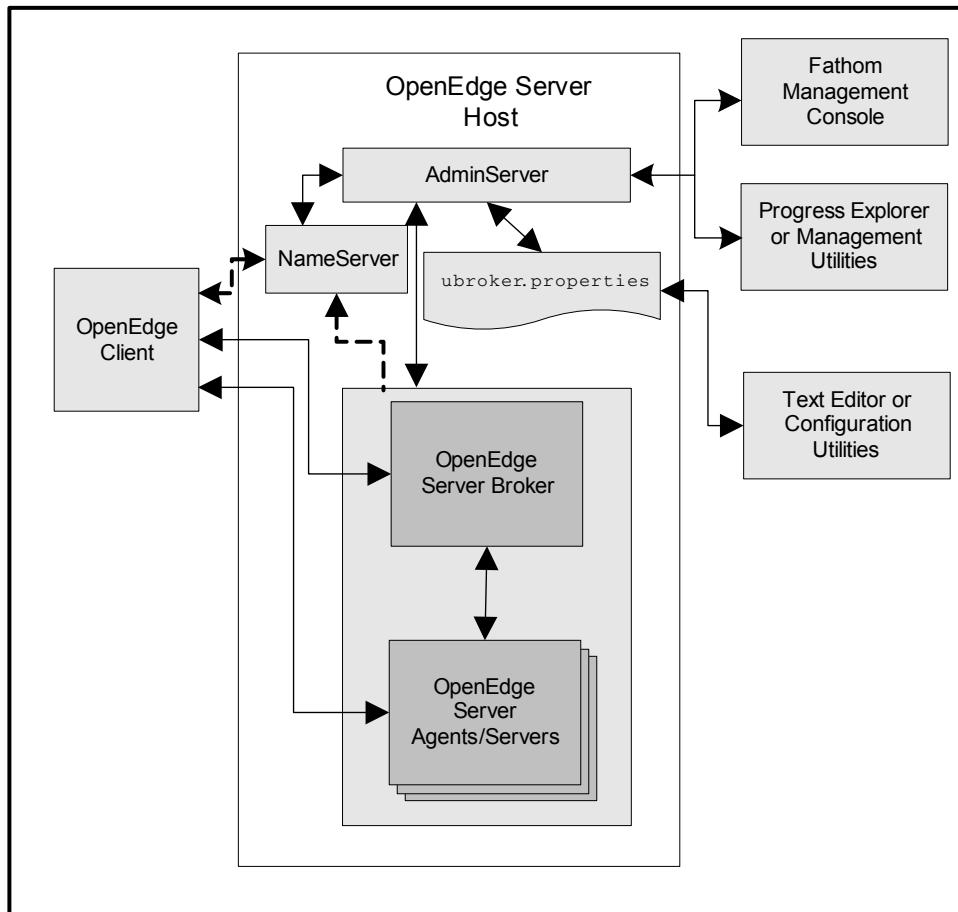 OpenEdge Server
Host
Fathom
Management
Console
AdminServer
Progress Explorer
or Management
Utilities
NameServer
ubroker.properties
OpenEdge
Client
Text Editor or
Configuration
Utilities
OpenEdge
Server Broker
OpenEdge
Server
Agents/Servers